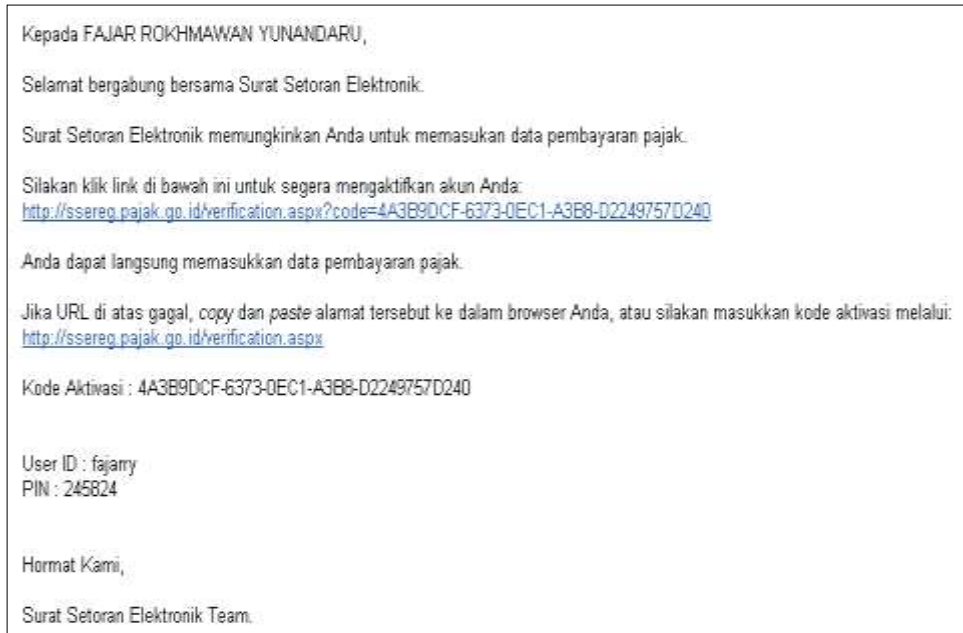 Kepada FAJAR ROKHMAWAN YUNANDARU,
Selamat bergabung bersama Surat Setoran Elektronik.
Surat Setoran Elektronik memungkinkan Anda untuk memasukan data pembayaran pajak.
Silakan klik link di bawah ini untuk segera mengaktifkan akun Anda:
http://ssereg.pajak.go.id/verification.aspx?code=4A3B9DCF-6373-0EC1-A3B8-D2249757D240
Anda dapat langsung memasukkan data pembayaran pajak.
Jika URL di atas gagal, copy dan paste alamat tersebut ke dalam browser Anda, atau silakan masukkan kode aktivasi melalui:
http://ssereg.pajak.go.id/verification.aspx
Kode Aktivasi : 4A3B9DCF-6373-0EC1-A3B8-D2249757D240
User ID : fajarry
PIN : 245824
Hormat Kami,
Surat Setoran Elektronik Team.